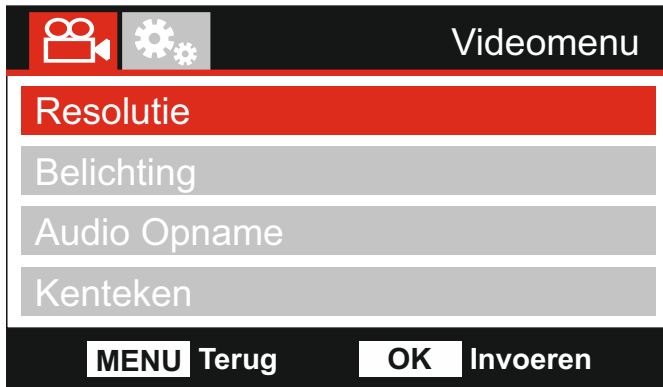 Videomenu
Resolutie
Belichting
Audio Opname
Kenteken
MENU Terug OK Invoeren